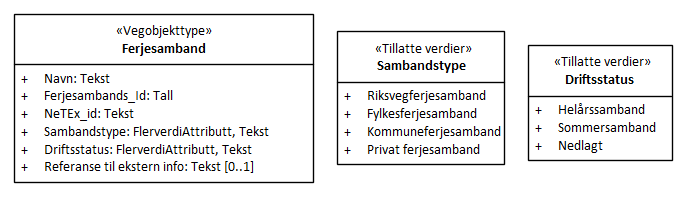 «Vegobjekttype»
Ferjesamband
+ Navn: Tekst
+ Ferjesambands_Id: Tall
+ NeTEx_id: Tekst
+ Sambandstype: FlerverdiAttributt, Tekst
+ Driftsstatus: FlerverdiAttributt, Tekst
+ Referanse til ekstern info: Tekst [0..1]
«Tillatte verdier»
Sambandstype
+ Riksvegferjesamband
+ Fylkesferjesamband
+ Kommuneferjesamband
+ Privat ferjesamband
«Tillatte verdier»
Driftsstatus
+ Helårssamband
+ Sommersamband
+ Nedlagt